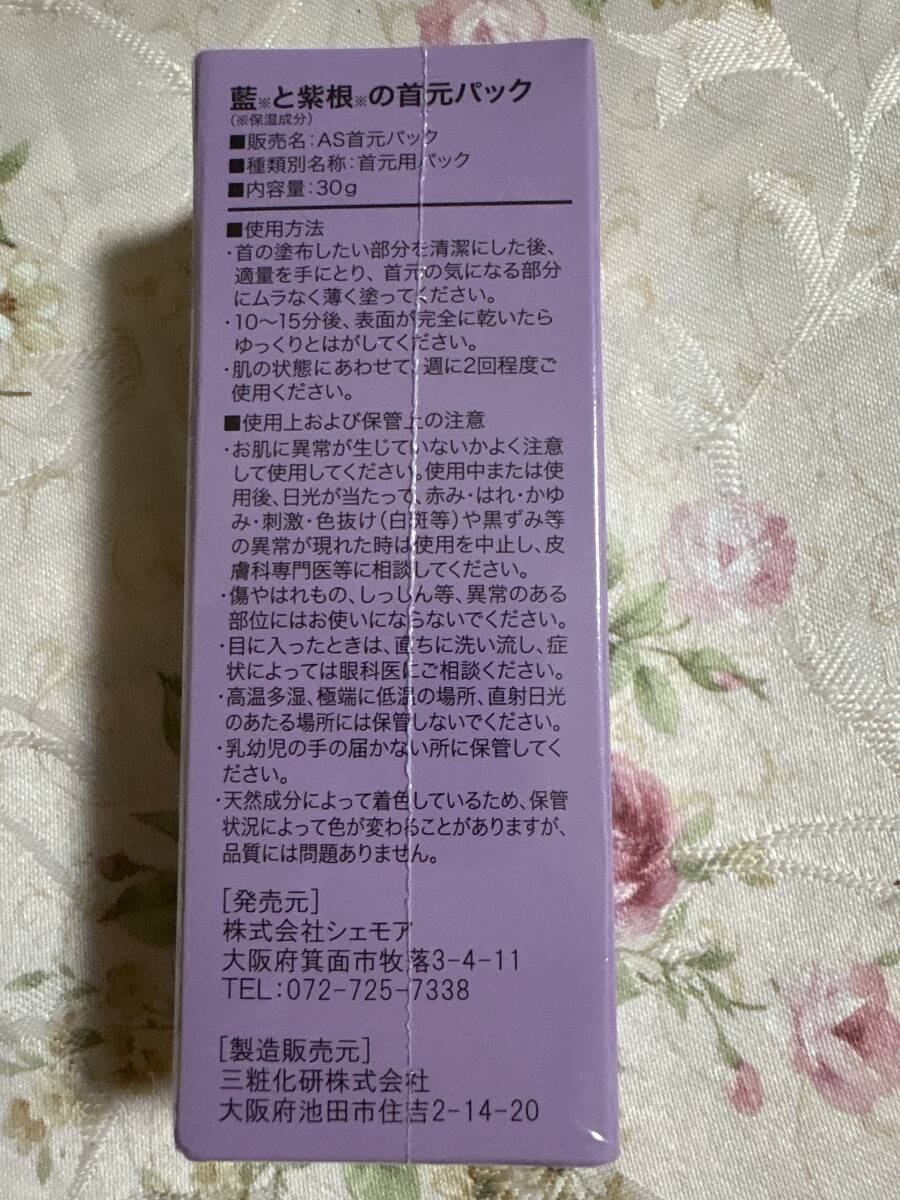 藍※と紫根※の首元パック
(※保湿成分)
■販売名:AS首元パック
■種類別名称:首元用パック
■内容量:30g
■使用方法
・首の塗布したい部分を清潔にした後、
適量を手にとり、首元の気になる部分
にムラなく薄く塗ってください。
・10〜15分後、表面が完全に乾いたら
ゆっくりとはがしてください。
・肌の状態にあわせて、週に2回程度ご
使用ください。
■使用上および保管上の注意
・お肌に異常が生じていないかよく注意
して使用してください。使用中または使
用後、日光が当たって、赤み・はれ・かゆ
み・刺激・色抜け(白斑等)や黒ずみ等
の異常が現れた時は使用を中止し、皮
膚科専門医等に相談してください。
・傷やはれもの、しっしん等、異常のある
部位にはお使いにならないでください。
・目に入ったときは、直ちに洗い流し、症
状によっては眼科医にご相談ください。
・高温多湿、極端に低温の場所、直射日光
のあたる場所には保管しないでください。
・乳幼児の手の届かない所に保管してく
ださい。
・天然成分によって着色しているため、保管
状況によって色が変わることがありますが、
品質には問題ありません。
[発売元]
株式会社シェモア
大阪府箕面市牧落3-4-11
TEL:072-725-7338
[製造販売元]
三粧化研株式会社
大阪府池田市住吉2-14-20